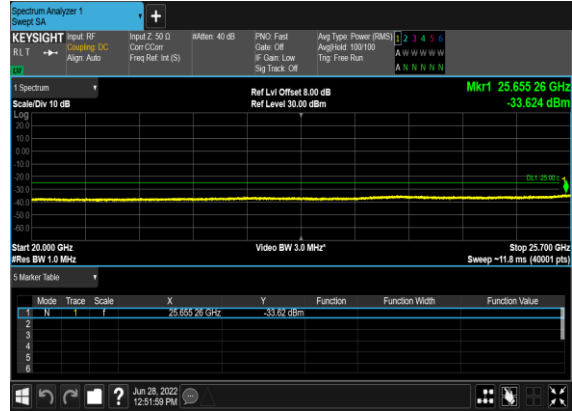 Spectrum Analyzer 1
Swept SA
+
KEYSIGHT Input: RF Input Z: 50 Ω #Atten: 40 dB PNO: Fast Avg Type: Power (RMS) 1 2 3 4 5 6
RLT Coupling: DC Corr CCorr Gate: Off Avg|Hold: 100/100 A W W W W W
Align: Auto Freq Ref: Int (S) IF Gain: Low Trig: Free Run
LW Sig Track: Off A N N N N N
1 Spectrum Ref Lvl Offset 8.00 dB Mkr1 25.655 26 GHz
Scale/Div 10 dB Ref Level 30.00 dBm -33.624 dBm
Log
20.0
10.0
0.00
-10.0
-20.0
-30.0
-40.0
-50.0
-60.0
Start 20.000 GHz Video BW 3.0 MHz* Stop 25.700 GHz
#Res BW 1.0 MHz Sweep ~11.8 ms (40001 pts)
5 Marker Table
Mode Trace Scale X Y Function Function Width Function Value
1 N 1 f 25.655 26 GHz -33.62 dBm
2
3
4
5
6
? Jun 28, 2022
12:51:59 PM